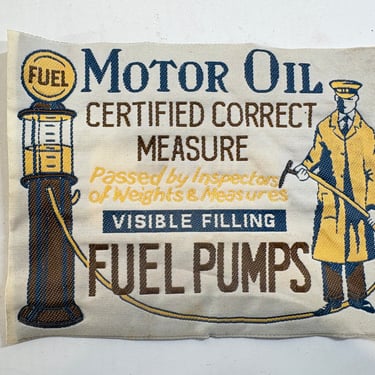 FUEL
MOTOR OIL
CERTIFIED CORRECT
MEASURE
Passed by Inspectors
of Weights & Measures
VISIBLE FILLING
FUEL PUMPS